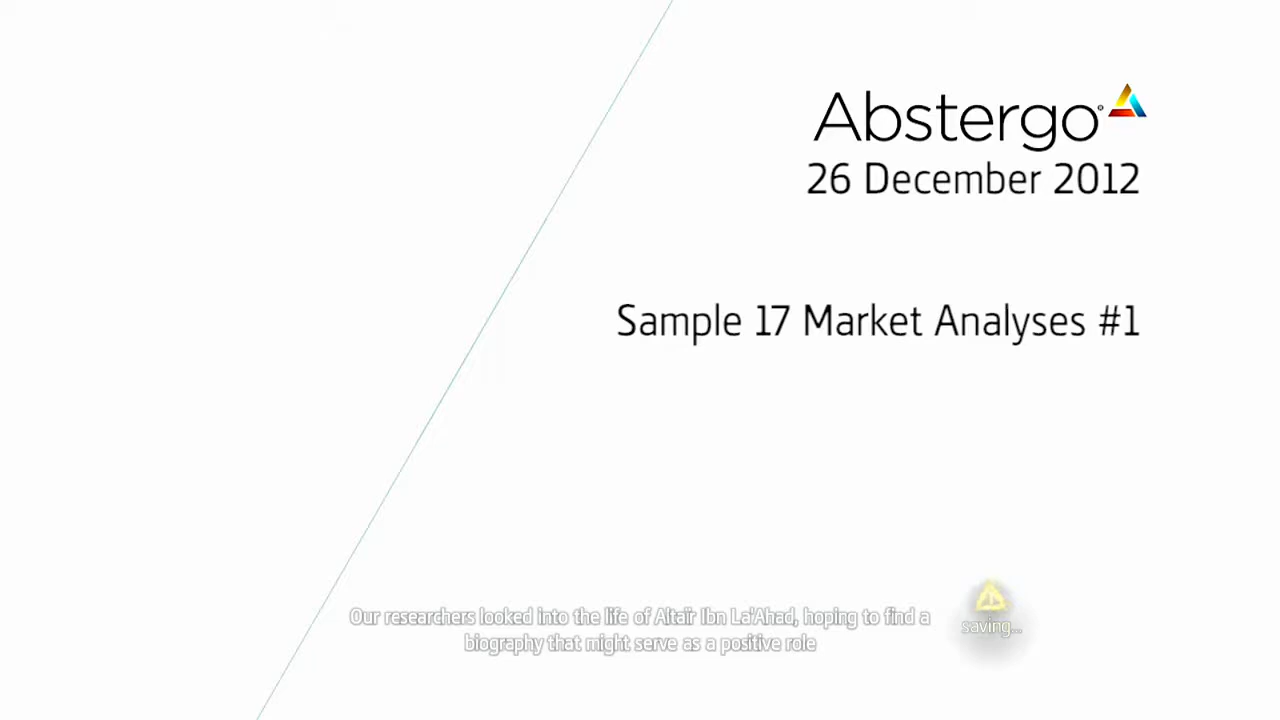 Abstergo®
26 December 2012
Sample 17 Market Analyses #1
Our researchers looked into the life of Altaïr Ibn La'Ahad, hoping to find a
biography that might serve as a positive role
saving...